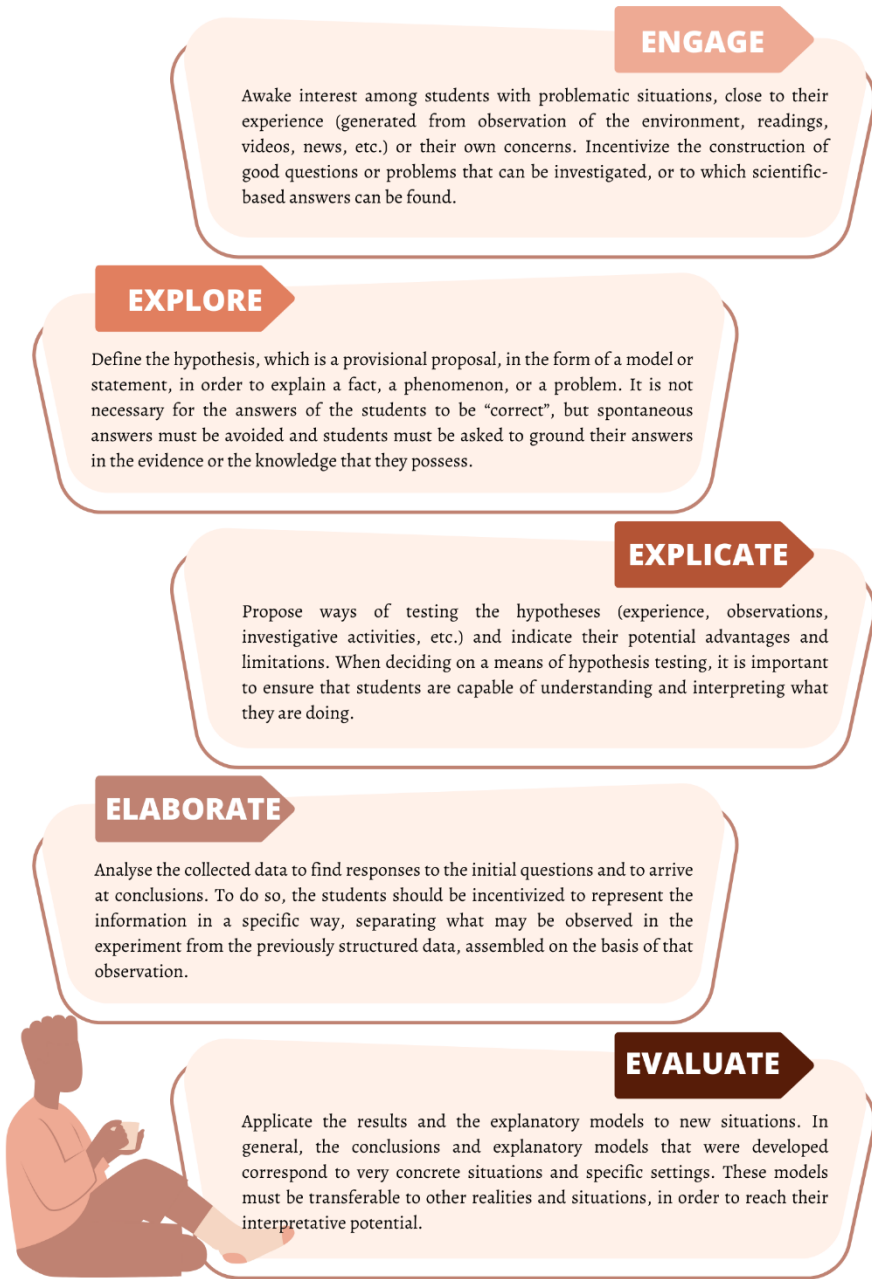 ENGAGE
Awake interest among students with problematic situations, close to their
experience (generated from observation of the environment, readings,
videos, news, etc.) or their own concerns. Incentivize the construction of
good questions or problems that can be investigated, or to which scientific-
based answers can be found.
EXPLORE
Define the hypothesis, which is a provisional proposal, in the form of a model or
statement, in order to explain a fact, a phenomenon, or a problem. It is not
necessary for the answers of the students to be “correct”, but spontaneous
answers must be avoided and students must be asked to ground their answers
in the evidence or the knowledge that they possess.
EXPLICATE
Propose ways of testing the hypotheses (experience, observations,
investigative activities, etc.) and indicate their potential advantages and
limitations. When deciding on a means of hypothesis testing, it is important
to ensure that students are capable of understanding and interpreting what
they are doing.
ELABORATE
Analyse the collected data to find responses to the initial questions and to arrive
at conclusions. To do so, the students should be incentivized to represent the
information in a specific way, separating what may be observed in the
experiment from the previously structured data, assembled on the basis of that
observation.
EVALUATE
Applicate the results and the explanatory models to new situations. In
general, the conclusions and explanatory models that were developed
correspond to very concrete situations and specific settings. These models
must be transferable to other realities and situations, in order to reach their
interpretative potential.